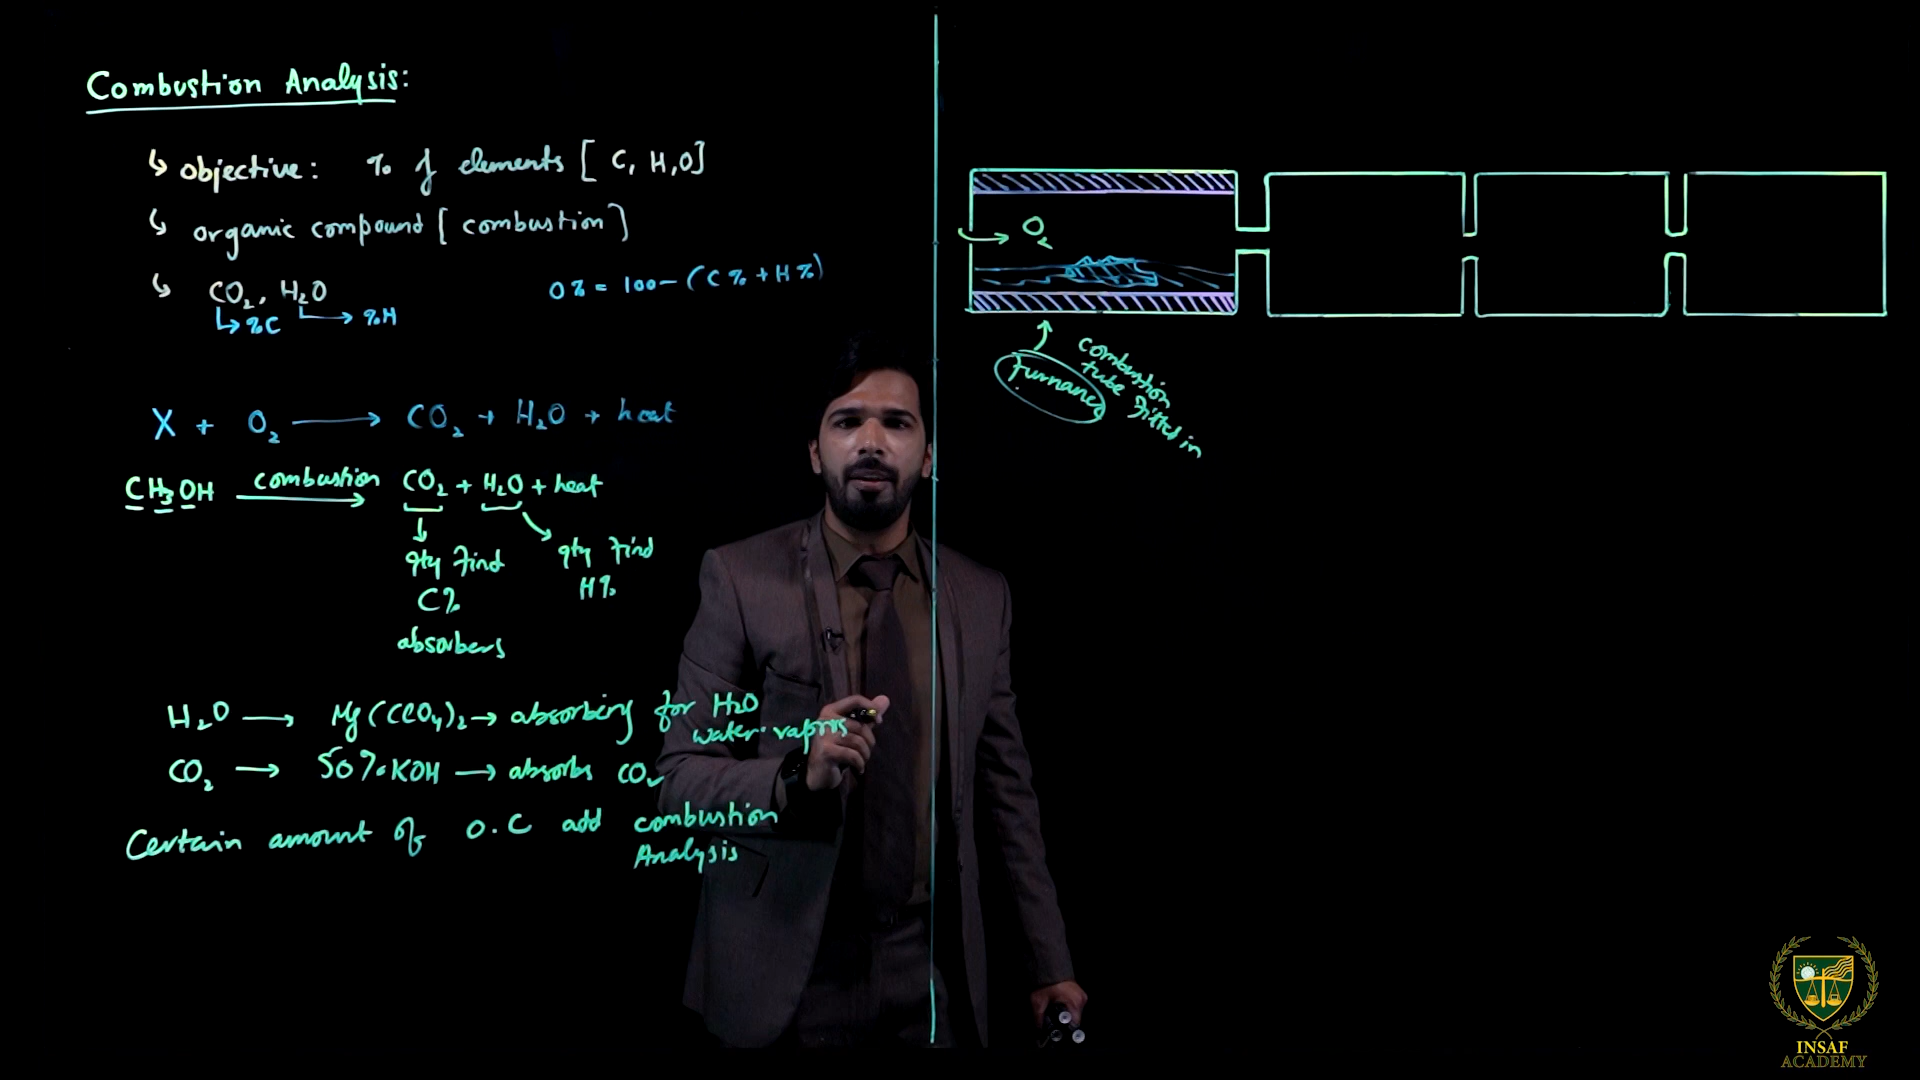 Combustion Analysis:
↳ objective: % of elements [C, H, O]
↳ organic compound [combustion]
↳ CO₂, H₂O
↳ %C → %H
O% = 100 - (C% + H%)
X + O₂ → CO₂ + H₂O + heat
CH₃OH combustion → CO₂ + H₂O + heat
qty find
C%
absorbers
qty find
H%
H₂O → Mg(ClO₄)₂ → absorbing for H₂O
water vaprs
CO₂ → 50% KOH → absorbs CO₂
Certain amount of O.C add combustion
Analysis
O₂
furnance
combustion
tube fitted in
INSAF
ACADEMY